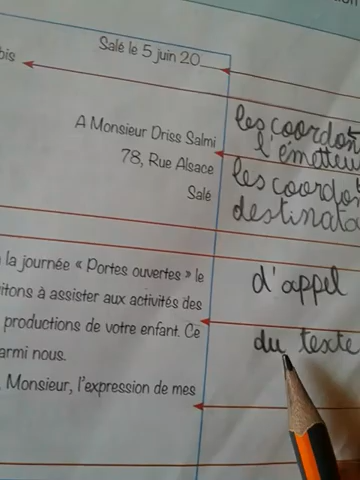 Salé le 5 juin 20
bis
les coordon
l'émetteu
A Monsieur Driss Salmi
78, Rue Alsace
Salé
les coordon
destinata
la journée « Portes ouvertes » le
itons à assister aux activités des
productions de votre enfant. Ce
armi nous.
Monsieur, l'expression de mes
d'appel
du texte